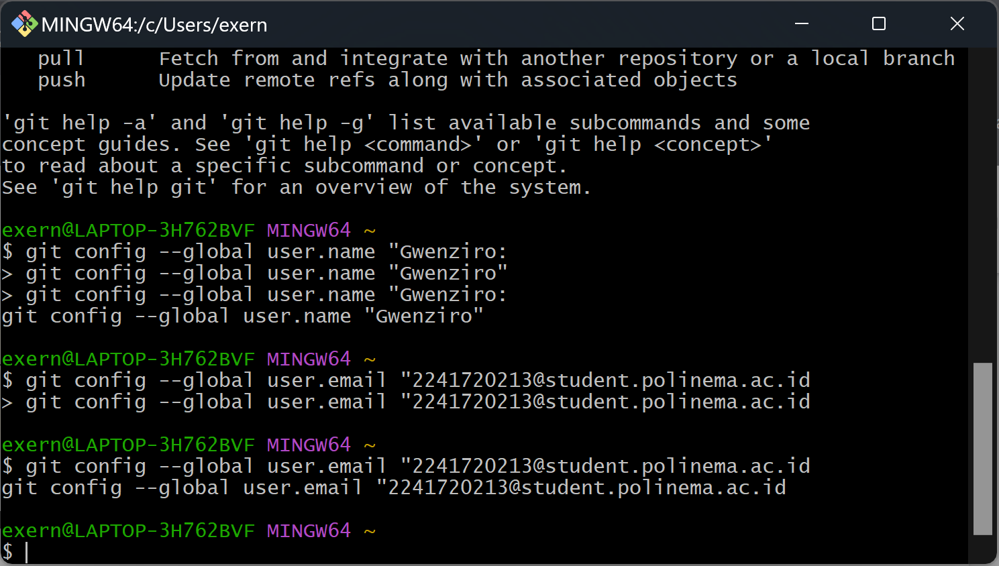 MINGW64:/c/Users/exern
pull Fetch from and integrate with another repository or a local branch
push Update remote refs along with associated objects
'git help -a' and 'git help -g' list available subcommands and some
concept guides. See 'git help <command>' or 'git help <concept>'
to read about a specific subcommand or concept.
See 'git help git' for an overview of the system.
exern@LAPTOP-3H762BVF MINGW64 ~
$ git config --global user.name "Gwenziro:
> git config --global user.name "Gwenziro"
> git config --global user.name "Gwenziro:
git config --global user.name "Gwenziro"
exern@LAPTOP-3H762BVF MINGW64 ~
$ git config --global user.email "2241720213@student.polinema.ac.id
> git config --global user.email "2241720213@student.polinema.ac.id
exern@LAPTOP-3H762BVF MINGW64 ~
$ git config --global user.email "2241720213@student.polinema.ac.id
git config --global user.email "2241720213@student.polinema.ac.id
exern@LAPTOP-3H762BVF MINGW64 ~
$